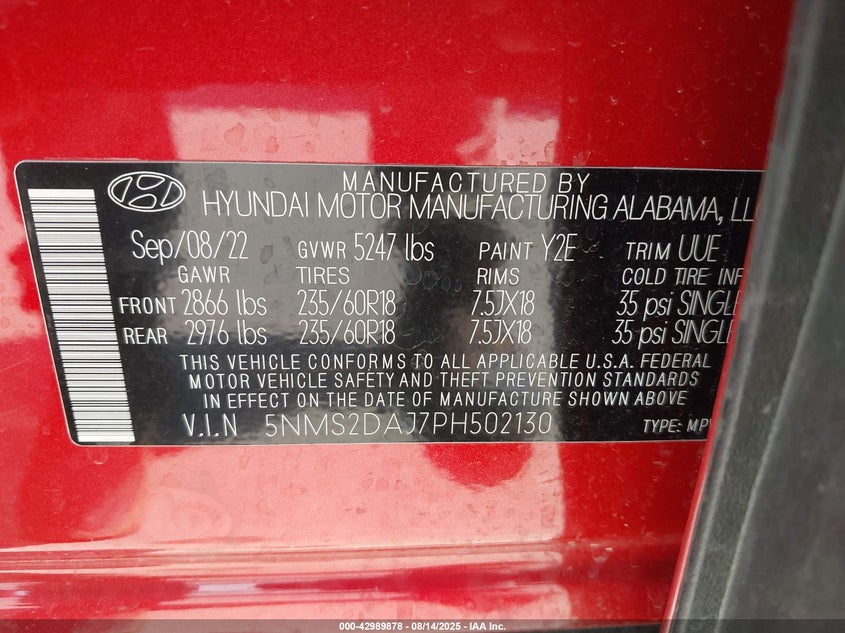 MANUFACTURED BY
HYUNDAI MOTOR MANUFACTURING ALABAMA, LL
Sep/08/22 GVWR 5247 lbs PAINT Y2E TRIM UUE
GAWR TIRES RIMS COLD TIRE INF
FRONT 2866 lbs 235/60R18 7.5JX18 35 psi SINGLE
REAR 2976 lbs 235/60R18 7.5JX18 35 psi SINGLE
THIS VEHICLE CONFORMS TO ALL APPLICABLE U.S.A. FEDERAL
MOTOR VEHICLE SAFETY AND THEFT PREVENTION STANDARDS
IN EFFECT ON THE DATE OF MANUFACTURE SHOWN ABOVE
V.I.N 5NMS2DAJ7PH502130 TYPE: MPV
000-42989878 - 08/14/2025 - IAA Inc.